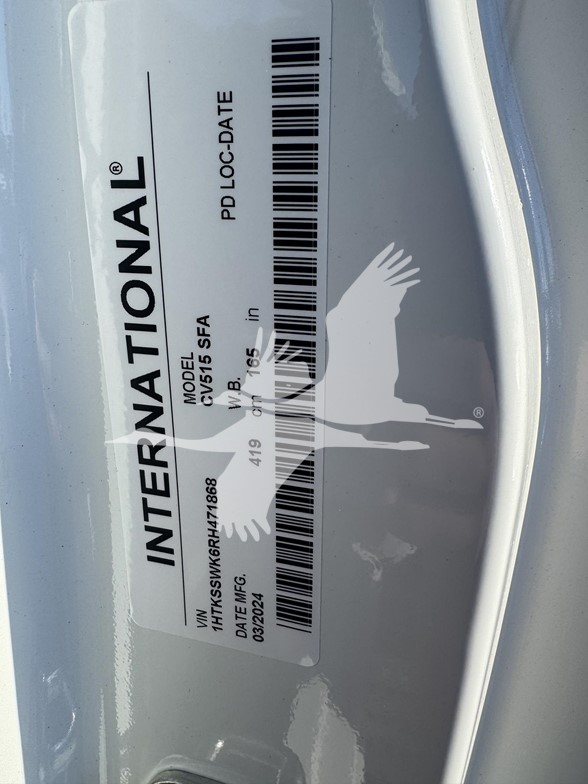 INTERNATIONAL®
VIN
1HTKSSWK6RH471868
MODEL
CV515 SFA
DATE MFG.
03/2024
W.B. 165 in
419 cm
PD LOC-DATE
®